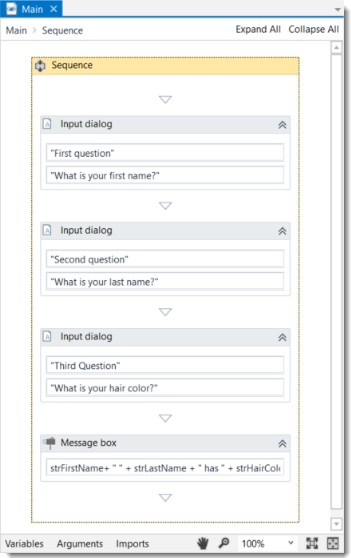 Main
Main > Sequence
Expand All Collapse All
Sequence
Input dialog
"First question"
"What is your first name?"
Input dialog
"Second question"
"What is your last name?"
Input dialog
"Third Question"
"What is your hair color?"
Message box
strFirstName+ " " + strLastName + " has " + strHairCol
Variables Arguments Imports 100%